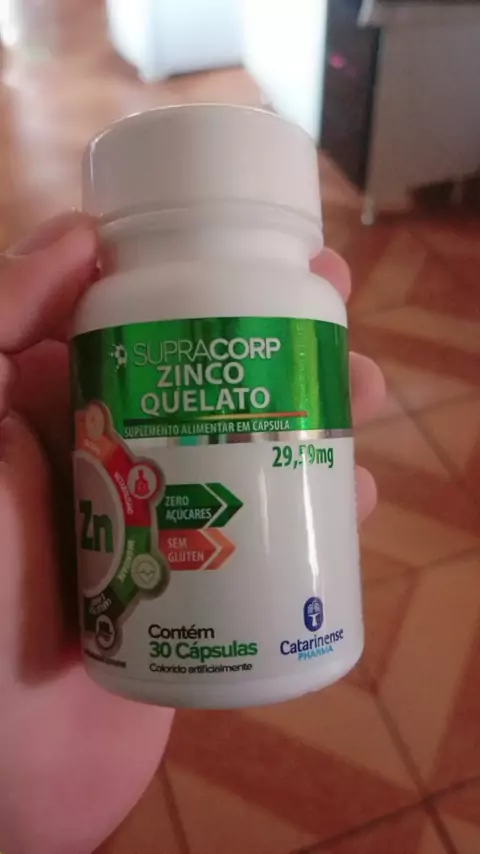 SUPRACORP
ZINCO
QUELATO
SUPLEMENTO ALIMENTAR EM CÁPSULA
29,59mg
Zn
ZERO
AÇÚCARES
SEM
GLÚTEN
Contém
30 Cápsulas
Colorido artificialmente
Catarinense
PHARMA